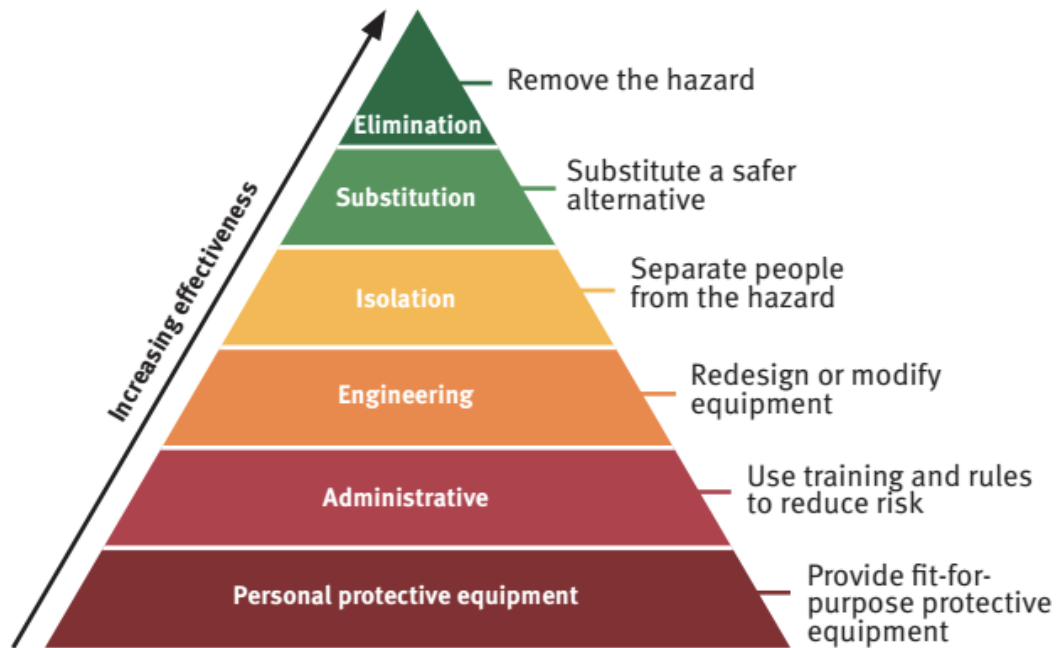 Remove the hazard
Elimination
Substitute a safer
alternative
Substitution
Increasing effectiveness
Separate people
from the hazard
Isolation
Redesign or modify
equipment
Engineering
Use training and rules
to reduce risk
Administrative
Provide fit-for-
purpose protective
equipment
Personal protective equipment